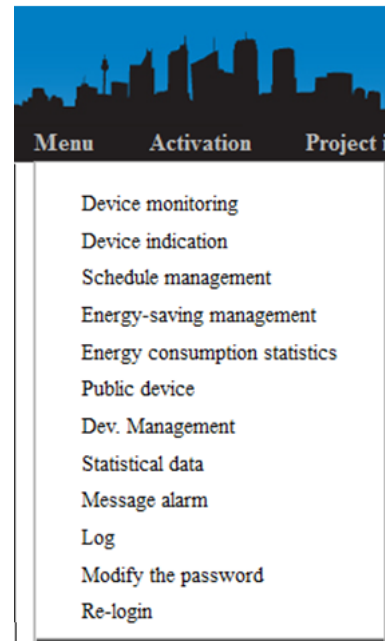 Menu Activation Project
Device monitoring
Device indication
Schedule management
Energy-saving management
Energy consumption statistics
Public device
Dev. Management
Statistical data
Message alarm
Log
Modify the password
Re-login